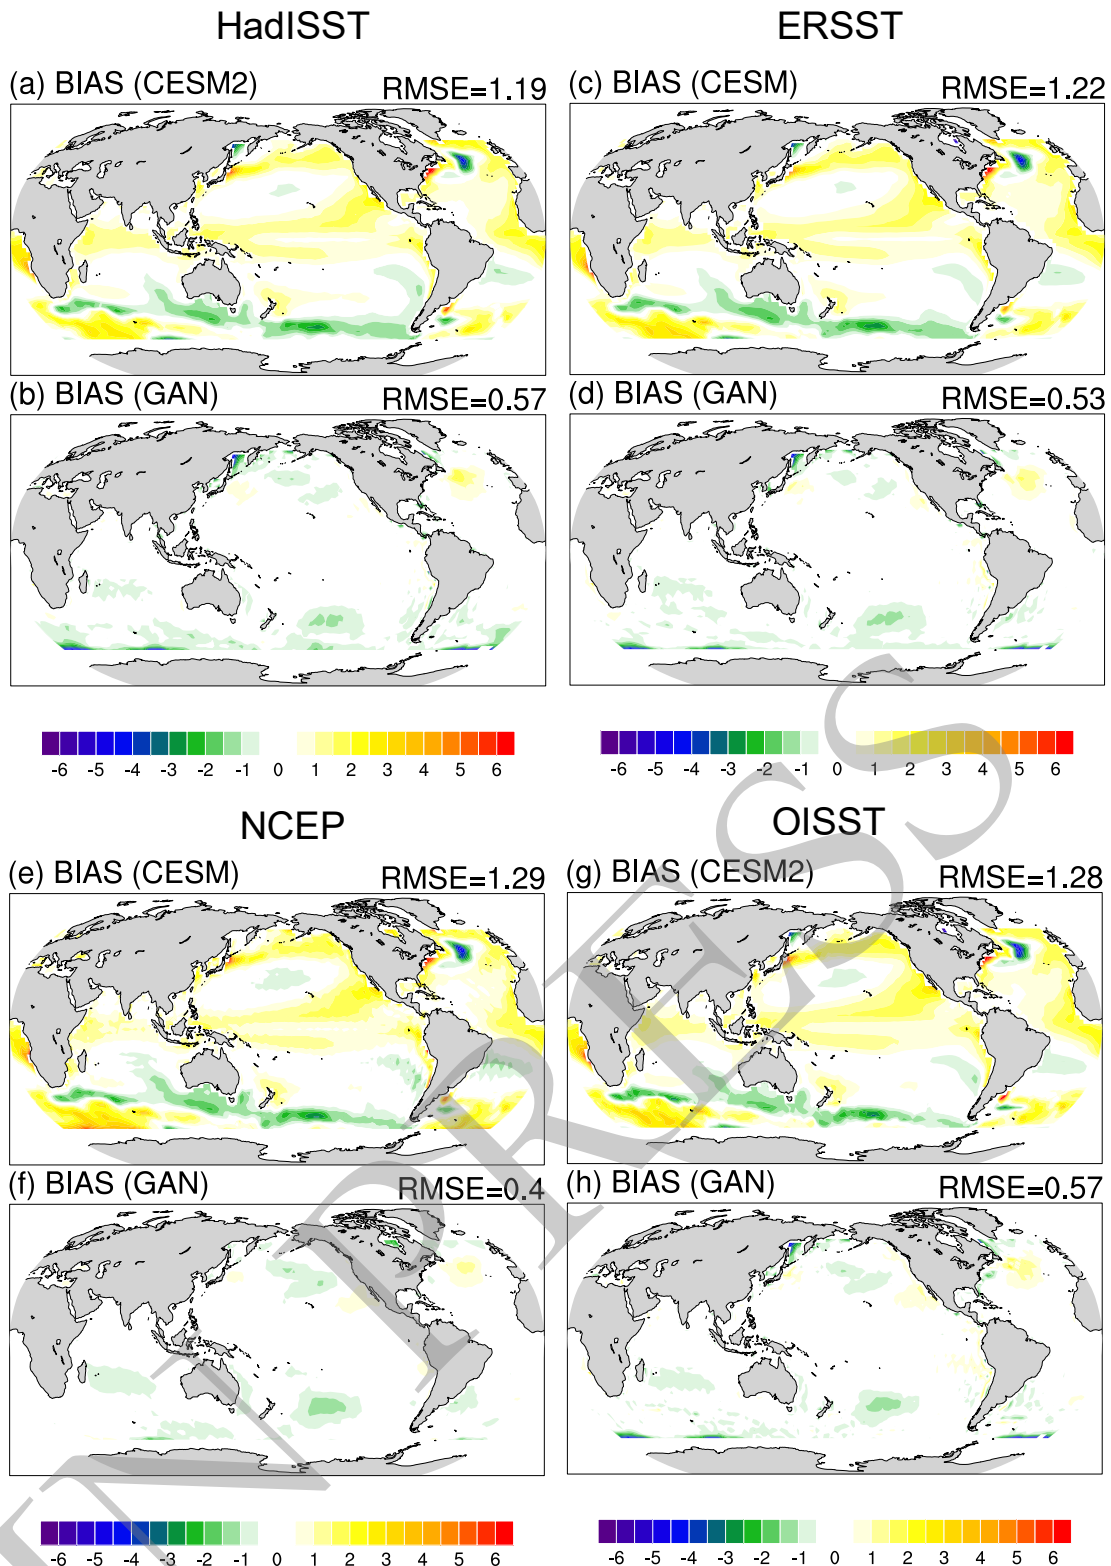 HadISST
ERSST
(a) BIAS (CESM2) RMSE=1.19
(c) BIAS (CESM) RMSE=1.22
(b) BIAS (GAN) RMSE=0.57
(d) BIAS (GAN) RMSE=0.53
-6 -5 -4 -3 -2 -1 0 1 2 3 4 5 6
-6 -5 -4 -3 -2 -1 0 1 2 3 4 5 6
NCEP
OISST
(e) BIAS (CESM) RMSE=1.29
(g) BIAS (CESM2) RMSE=1.28
(f) BIAS (GAN) RMSE=0.4
(h) BIAS (GAN) RMSE=0.57
-6 -5 -4 -3 -2 -1 0 1 2 3 4 5 6
-6 -5 -4 -3 -2 -1 0 1 2 3 4 5 6
IN PRESS